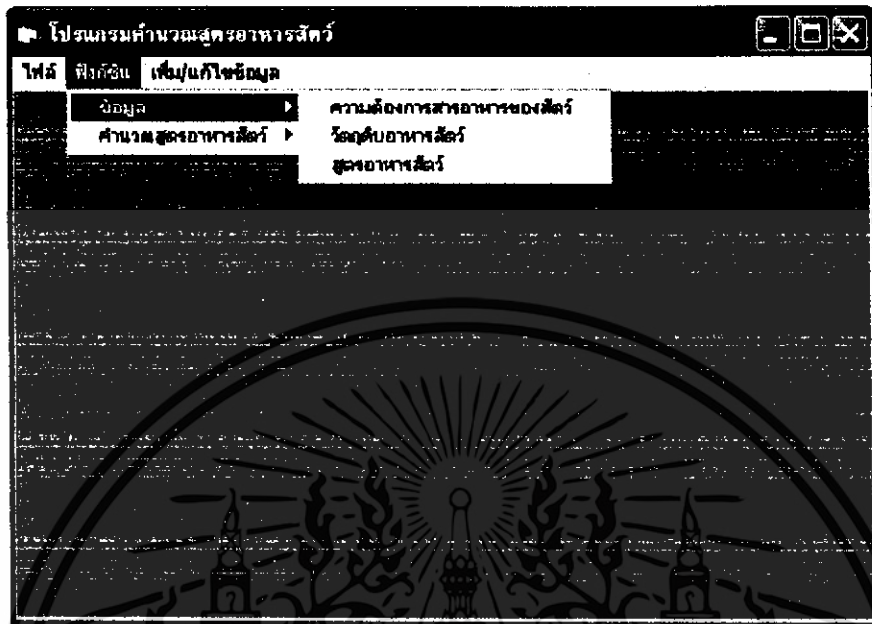 โปรแกรมคำนวณสูตรอาหารสัตว์
ไฟล์ ฟังก์ชัน เพิ่ม/แก้ไขข้อมูล
ข้อมูล ความต้องการสารอาหารของสัตว์
คำนวณสูตรอาหารสัตว์ วัตถุดิบอาหารสัตว์
สูตรอาหารสัตว์